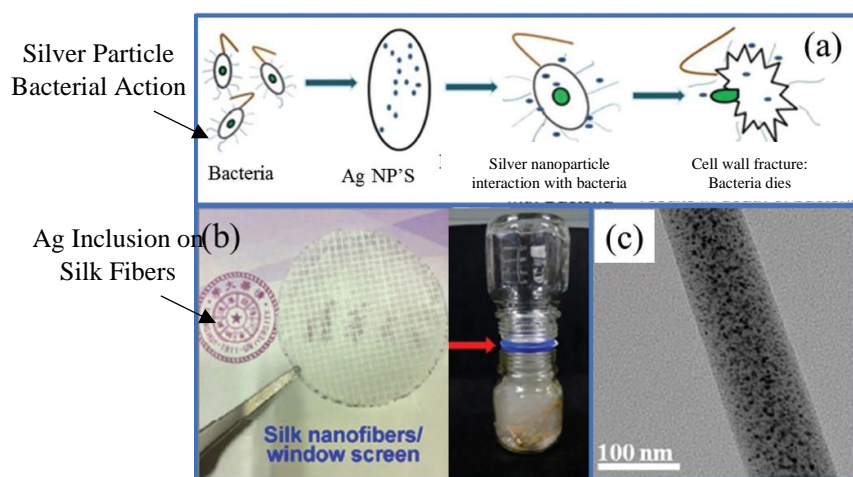 Silver Particle
Bacterial Action
(a)
Bacteria
Ag NP'S
Silver nanoparticle
interaction with bacteria
Cell wall fracture:
Bacteria dies
Ag Inclusion on
Silk Fibers
(b)
Silk nanofibers/
window screen
(c)
100 nm